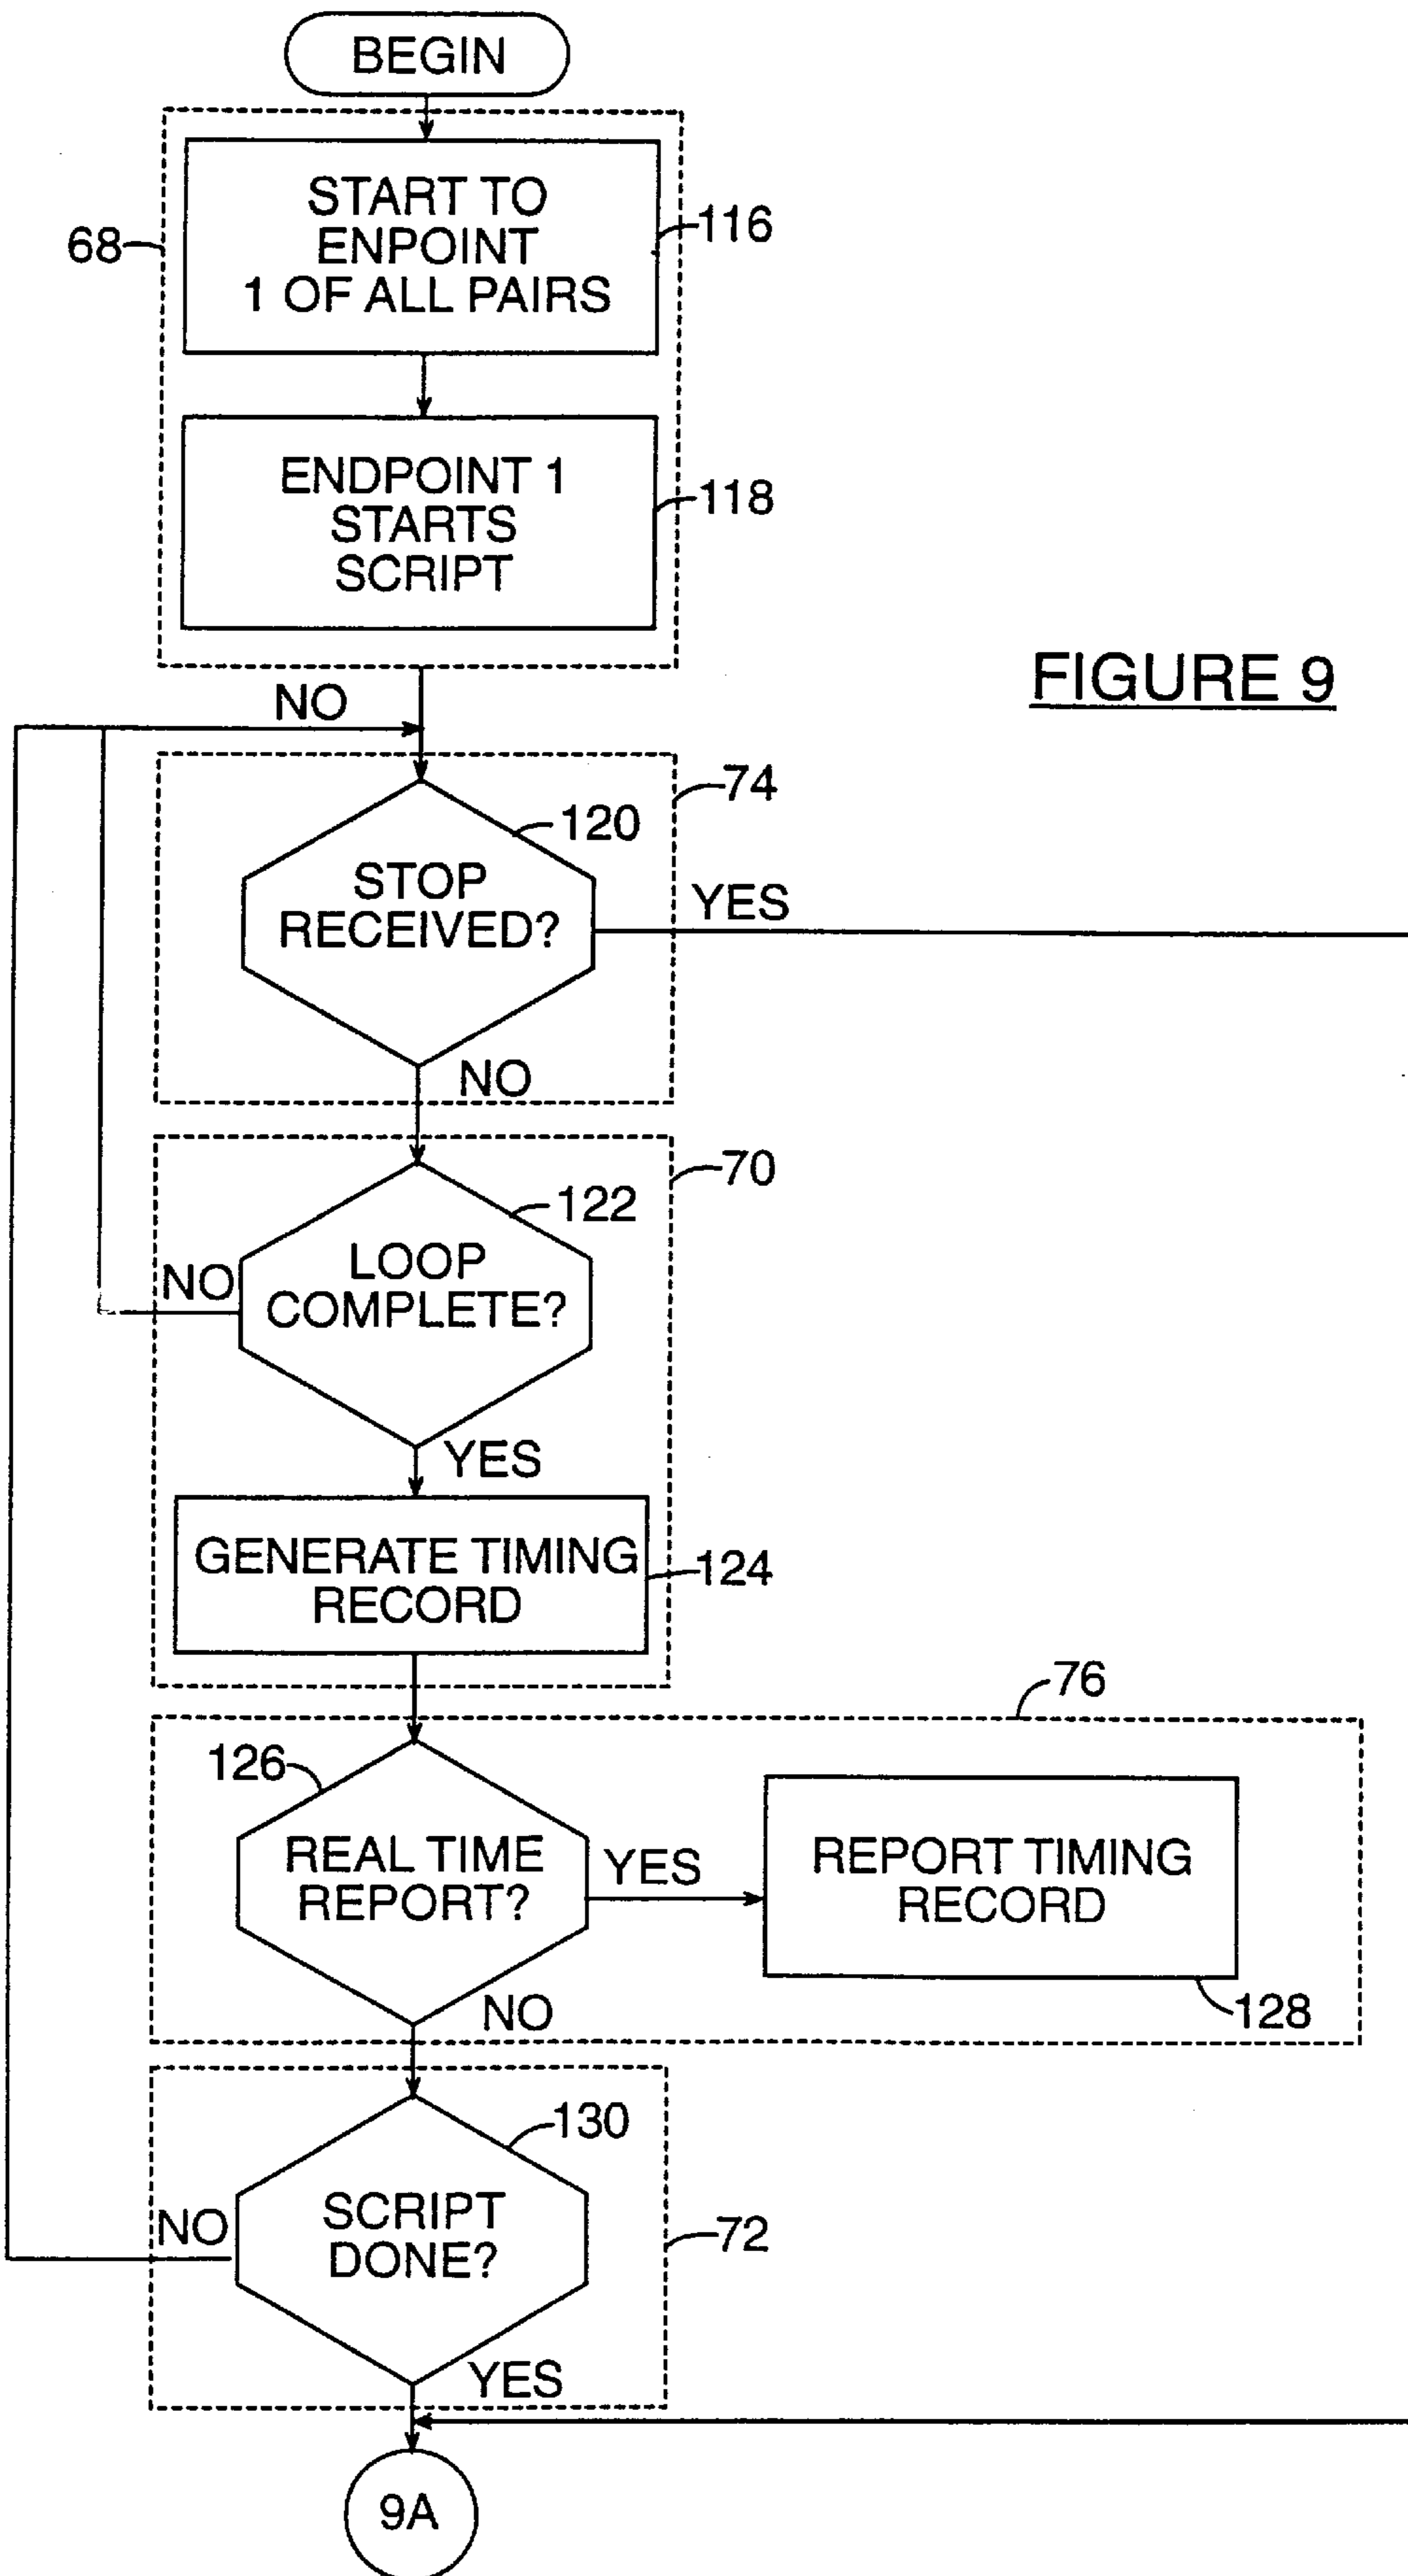 BEGIN
START TO
ENPOINT
1 OF ALL PAIRS
116
68
ENDPOINT 1
STARTS
SCRIPT
118
FIGURE 9
NO
74
120
STOP
RECEIVED?
YES
NO
70
122
LOOP
COMPLETE?
NO
YES
GENERATE TIMING
RECORD
124
76
126
REAL TIME
REPORT?
YES
REPORT TIMING
RECORD
128
NO
130
SCRIPT
DONE?
NO
72
YES
9A